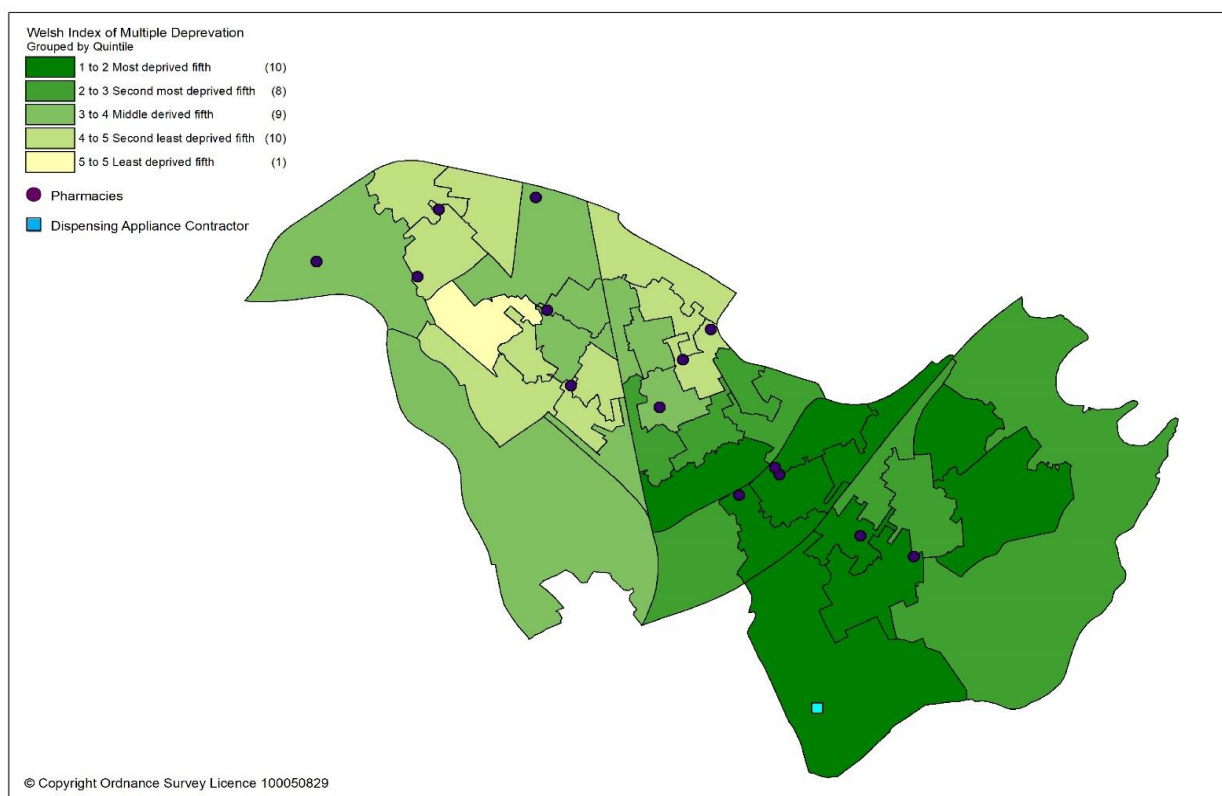 Welsh Index of Multiple Deprevation
Grouped by Quintile
1 to 2 Most deprived fifth (10)
2 to 3 Second most deprived fifth (8)
3 to 4 Middle derived fifth (9)
4 to 5 Second least deprived fifth (10)
5 to 5 Least deprived fifth (1)
Pharmacies
Dispensing Appliance Contractor
© Copyright Ordnance Survey Licence 100050829